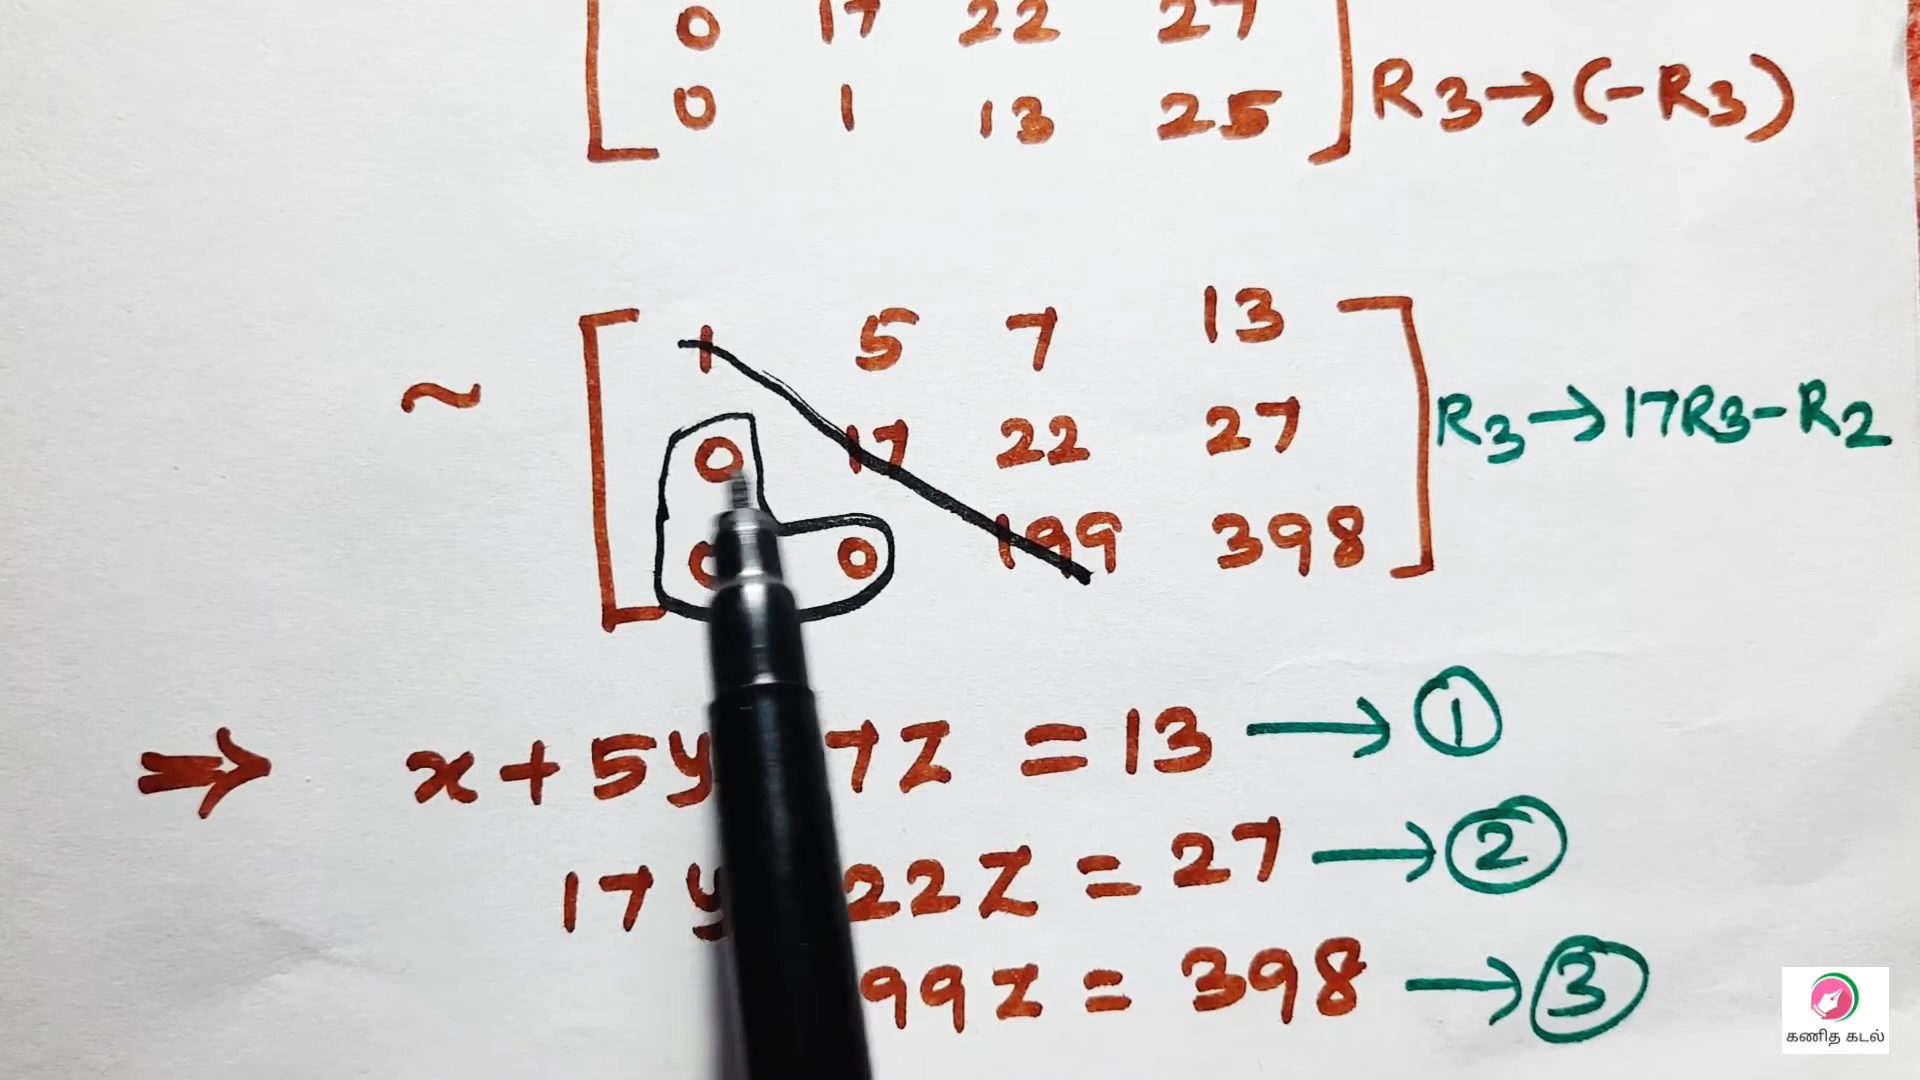 0 17 22 27
0 1 13 25 R3→(-R3)
1 5 7 13
~ 0 17 22 27 R3→17R3-R2
0 0 199 398
⇒ x+5y 7z =13 → ①
17y 22z = 27 → ②
99z = 398 → ③
கணித கடல்